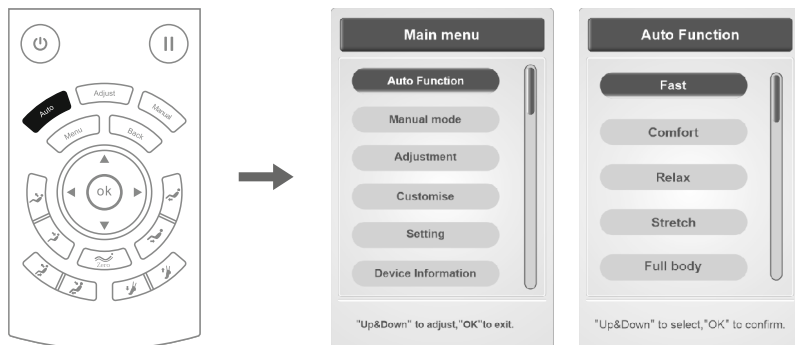 Auto
Adjust
Manual
Menu
Back
ok
Zero
Main menu
Auto Function
Manual mode
Adjustment
Customise
Setting
Device Information
"Up&Down" to adjust,"OK"to exit.
Auto Function
Fast
Comfort
Relax
Stretch
Full body
"Up&Down" to select,"OK" to confirm.